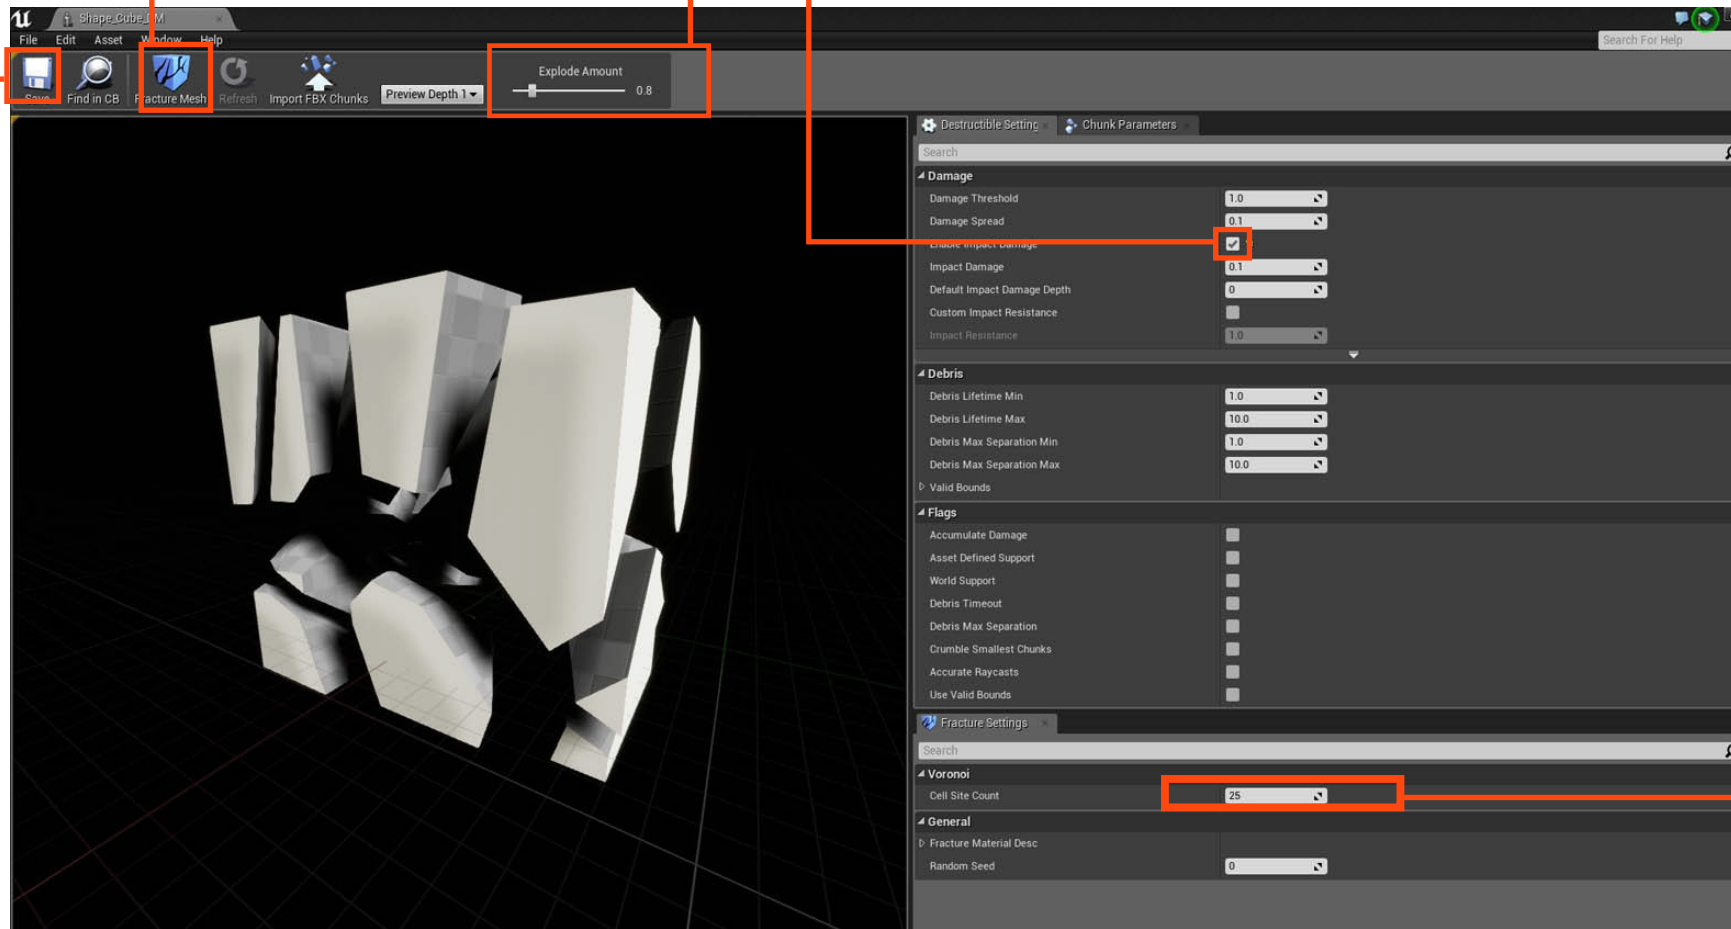 Shape_Cube_DM
File Edit Asset Window Help
Search For Help
Save Find in CB Fracture Mesh Refresh Import FBX Chunks Preview Depth 1
Explode Amount
0.8
Destructible Setting Chunk Parameters
Search
Damage
Damage Threshold 1.0
Damage Spread 0.1
Enable Impact Damage
Impact Damage 0.1
Default Impact Damage Depth 0
Custom Impact Resistance
Impact Resistance 1.0
Debris
Debris Lifetime Min 1.0
Debris Lifetime Max 10.0
Debris Max Separation Min 1.0
Debris Max Separation Max 10.0
Valid Bounds
Flags
Accumulate Damage
Asset Defined Support
World Support
Debris Timeout
Debris Max Separation
Crumble Smallest Chunks
Accurate Raycasts
Use Valid Bounds
Fracture Settings
Search
Voronoi
Cell Site Count 25
General
Fracture Material Desc
Random Seed 0